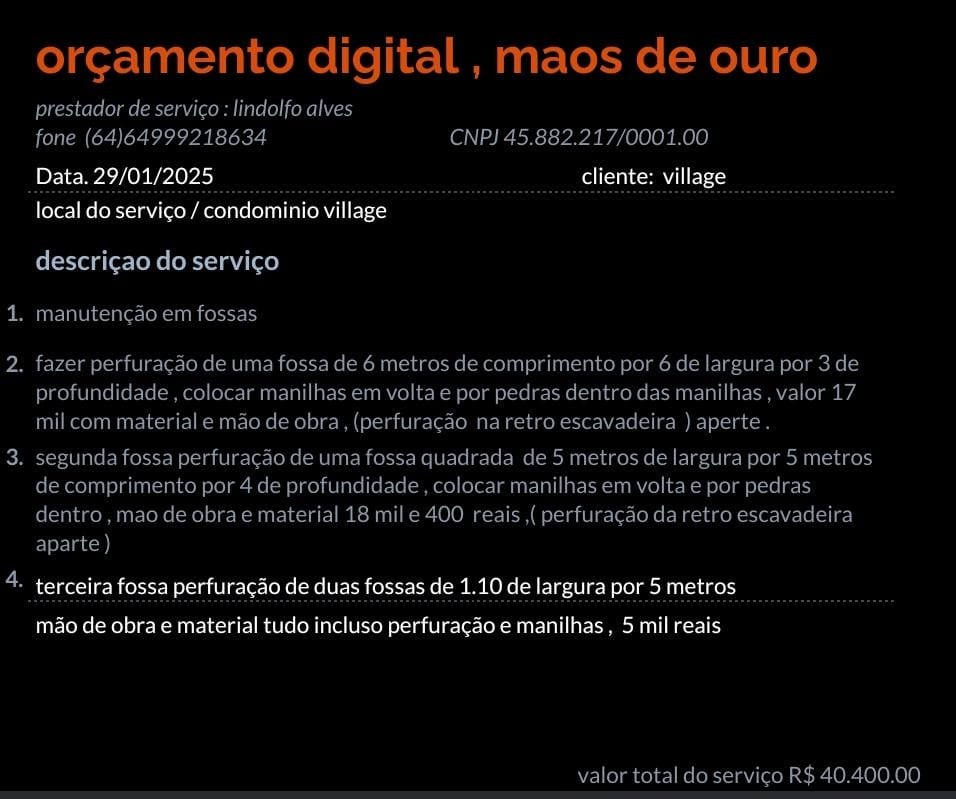 orçamento digital , maos de ouro
prestador de serviço : lindolfo alves
fone (64)64999218634 CNPJ 45.882.217/0001.00
Data. 29/01/2025 cliente: village
local do serviço / condominio village
descriçao do serviço
1. manutenção em fossas
2. fazer perfuração de uma fossa de 6 metros de comprimento por 6 de largura por 3 de
profundidade , colocar manilhas em volta e por pedras dentro das manilhas , valor 17
mil com material e mão de obra , (perfuração na retro escavadeira ) aperte .
3. segunda fossa perfuração de uma fossa quadrada de 5 metros de largura por 5 metros
de comprimento por 4 de profundidade , colocar manilhas em volta e por pedras
dentro , mao de obra e material 18 mil e 400 reais ,( perfuração da retro escavadeira
aparte )
4. terceira fossa perfuração de duas fossas de 1.10 de largura por 5 metros
mão de obra e material tudo incluso perfuração e manilhas , 5 mil reais
valor total do serviço R$ 40.400.00